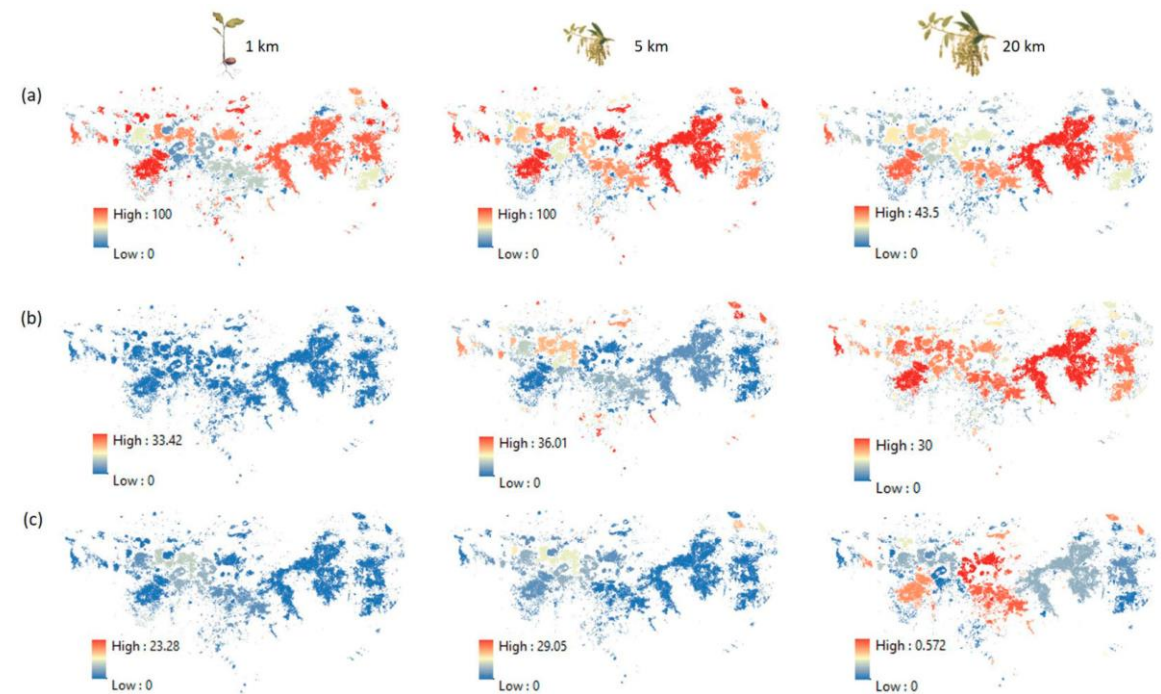 1 km
5 km
20 km
(a)
High : 100
Low : 0
High : 100
Low : 0
High : 43.5
Low : 0
(b)
High : 33.42
Low : 0
High : 36.01
Low : 0
High : 30
Low : 0
(c)
High : 23.28
Low : 0
High : 29.05
Low : 0
High : 0.572
Low : 0